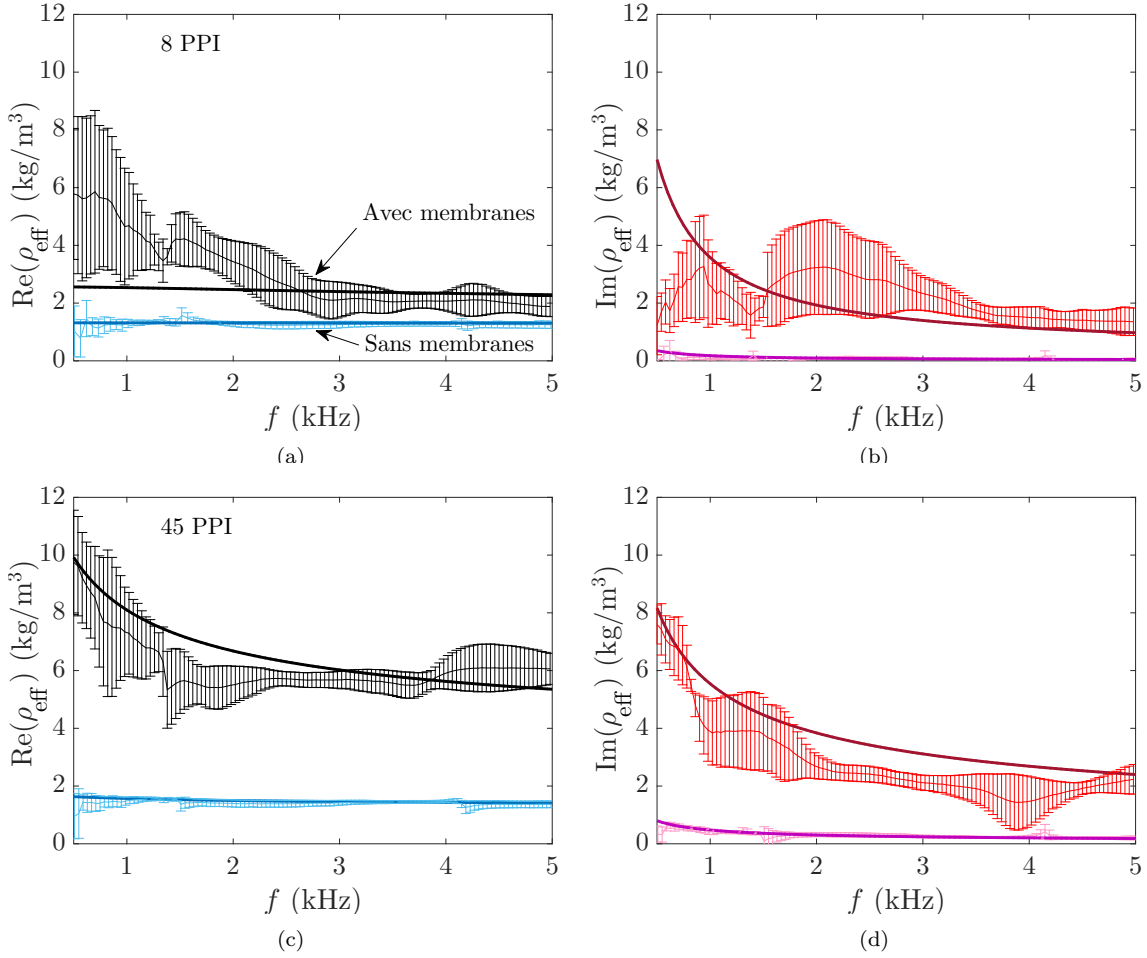 12
10
8
6
4
2
0
Re(ρeff) (kg/m³)
8 PPI
Avec membranes
Sans membranes
1 2 3 4 5
f (kHz)
(a)
12
10
8
6
4
2
0
Im(ρeff) (kg/m³)
1 2 3 4 5
f (kHz)
(b)
12
10
8
6
4
2
0
Re(ρeff) (kg/m³)
45 PPI
1 2 3 4 5
f (kHz)
(c)
12
10
8
6
4
2
0
Im(ρeff) (kg/m³)
1 2 3 4 5
f (kHz)
(d)